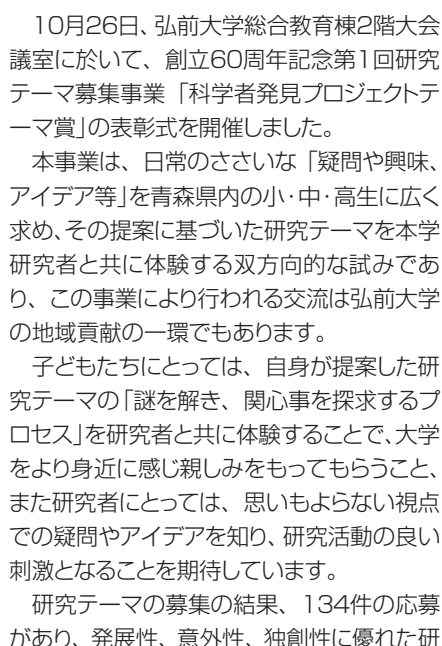 10月26日、弘前大学総合教育棟2階大会
議室に於いて、創立60周年記念第1回研究
テーマ募集事業「科学者発見プロジェクトテ
ーマ賞」の表彰式を開催しました。
　本事業は、日常のささいな「疑問や興味、
アイデア等」を青森県内の小・中・高生に広く
求め、その提案に基づいた研究テーマを本学
研究者と共に体験する双方向的な試みであ
り、この事業により行われる交流は弘前大学
の地域貢献の一環でもあります。
　子どもたちにとっては、自身が提案した研
究テーマの「謎を解き、関心事を探求するプ
ロセス」を研究者と共に体験することで、大学
をより身近に感じ親しみをもってもらうこと、
また研究者にとっては、思いもよらない視点
での疑問やアイデアを知り、研究活動の良い
刺激となることを期待しています。
　研究テーマの募集の結果、134件の応募
があり、発展性、意外性、独創性に優れた研